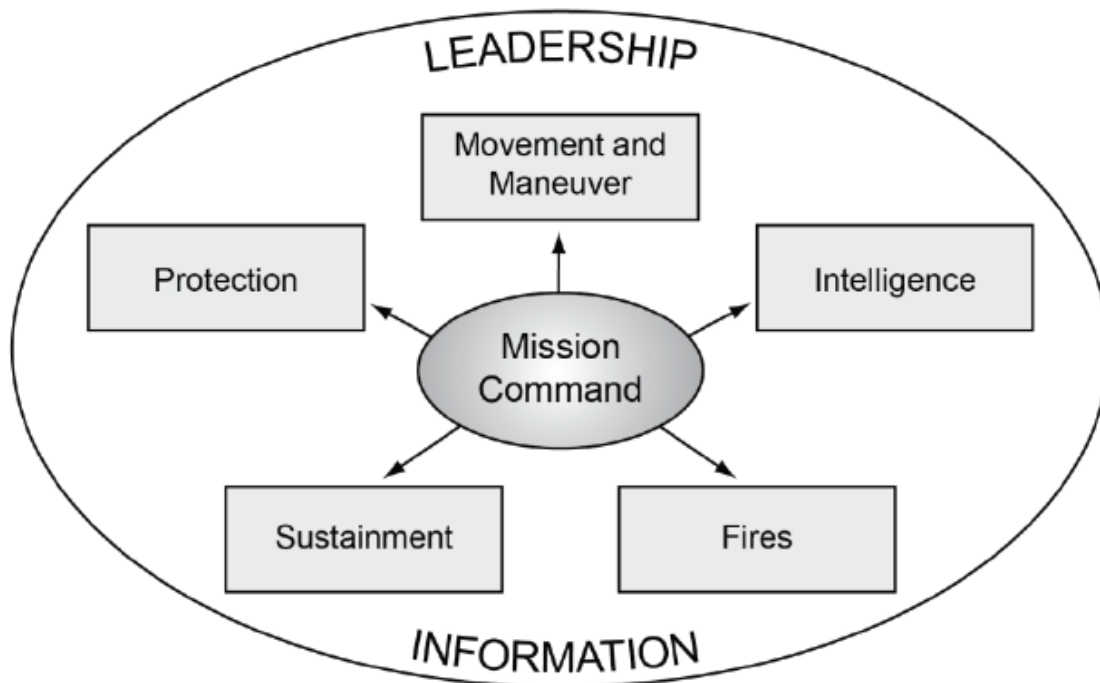 LEADERSHIP
Movement and
Maneuver
Protection
Intelligence
Mission
Command
Sustainment
Fires
INFORMATION